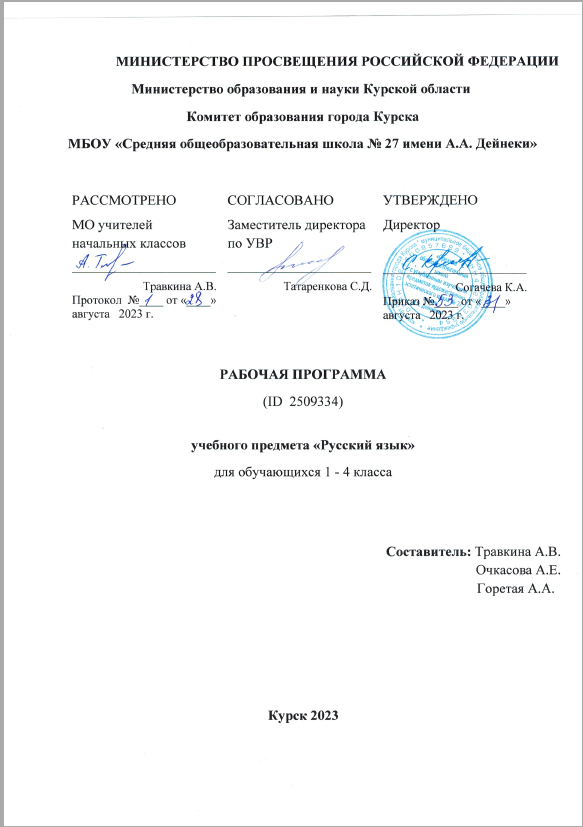 МИНИСТЕРСТВО ПРОСВЕЩЕНИЯ РОССИЙСКОЙ ФЕДЕРАЦИИ
Министерство образования и науки Курской области
Комитет образования города Курска
МБОУ «Средняя общеобразовательная школа № 27 имени А.А. Дейнеки»
РАССМОТРЕНО
МО учителей
начальных классов
Травкина А.В.
Протокол № 1 от «28»
августа 2023 г.
СОГЛАСОВАНО
Заместитель директора
по УВР
Татаренкова С.Д.
УТВЕРЖДЕНО
Директор
Согачева К.А.
Приказ № 53 от «31»
августа 2023 г.
РАБОЧАЯ ПРОГРАММА
(ID 2509334)
учебного предмета «Русский язык»
для обучающихся 1 - 4 класса
Составитель: Травкина А.В.
Очкасова А.Е.
Горетая А.А.
Курск 2023